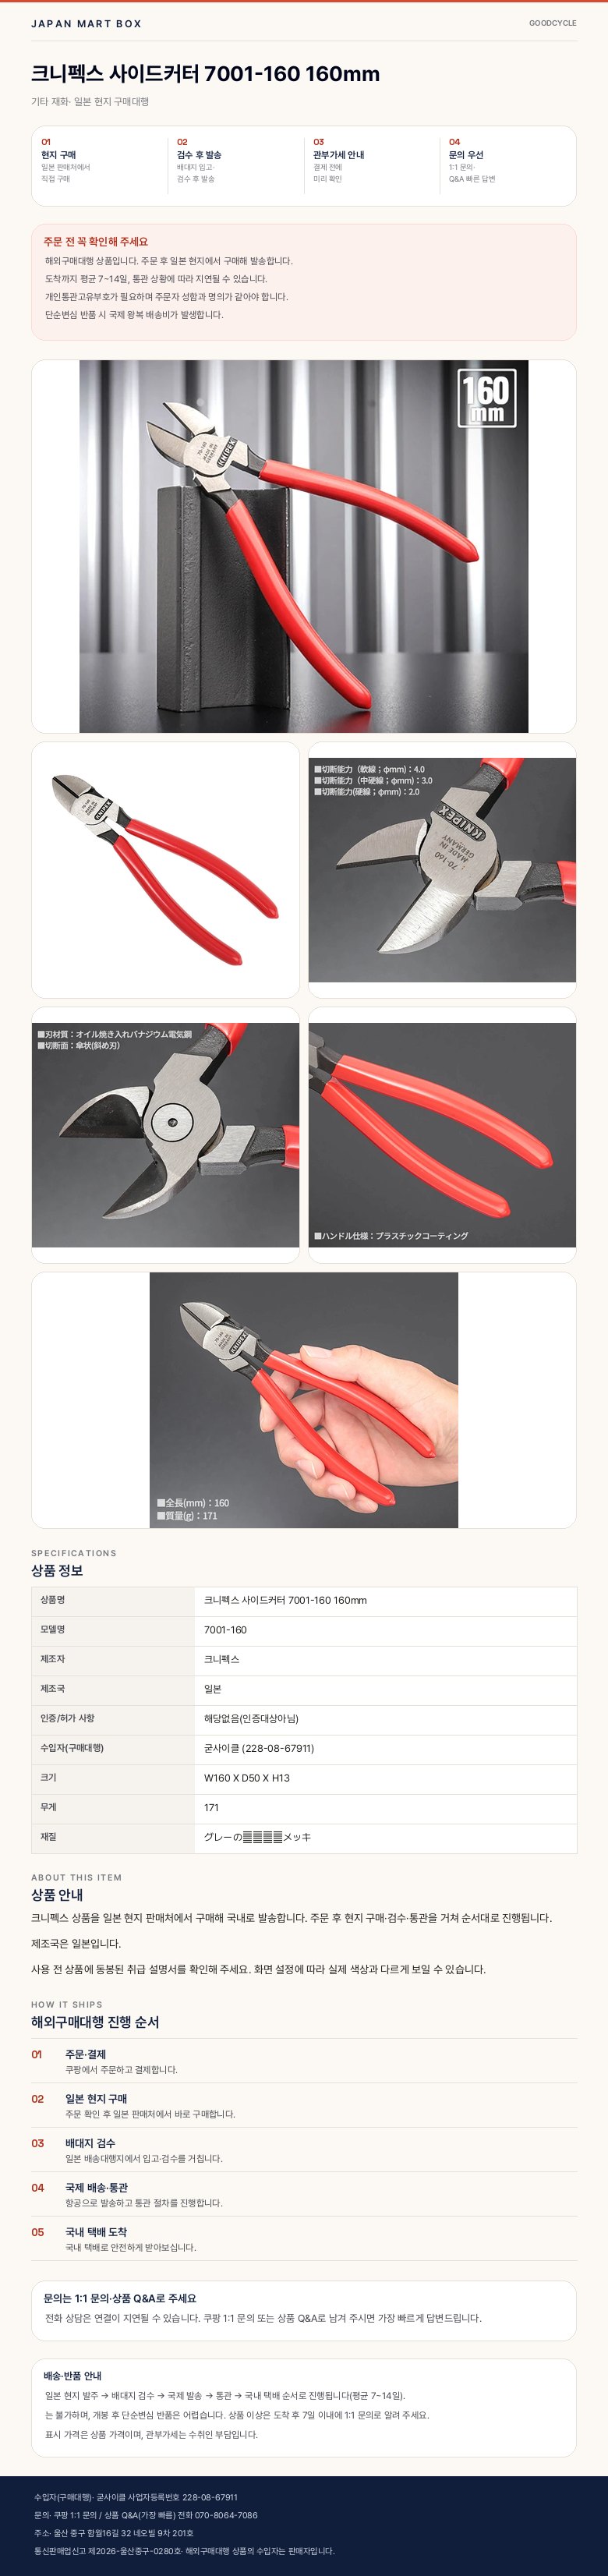 JAPAN MART BOX
GOODCYCLE
크니펙스 사이드커터 7001-160 160mm
기타 재화· 일본 현지 구매대행
01
현지 구매
일본 판매처에서
직접 구매
02
검수 후 발송
배대지 입고·
검수 후 발송
03
관부가세 안내
결제 전에
미리 확인
04
문의 우선
1:1 문의·
Q&A 빠른 답변
주문 전 꼭 확인해 주세요
해외구매대행 상품입니다. 주문 후 일본 현지에서 구매해 발송합니다.
도착까지 평균 7~14일, 통관 상황에 따라 지연될 수 있습니다.
개인통관고유부호가 필요하며 주문자 성함과 명의가 같아야 합니다.
단순변심 반품 시 국제 왕복 배송비가 발생합니다.
160
mm
70-160
MADE IN
GERMANY
KNIPEX
70-160
KNIPEX
■切断能力（軟線；φmm)：4.0
■切断能力（中硬線；φmm)：3.0
■切断能力(硬線；φmm)：2.0
KNIPEX
MADE IN
GERMANY
70-160
■刃材質：オイル焼き入れバナジウム電気鋼
■切断面：傘状(斜め刃)
■ハンドル仕様：プラスチックコーティング
70-160
MADE IN
GERMANY
KNIPEX
■全長(mm)：160
■質量(g)：171
SPECIFICATIONS
상품 정보
상품명 크니펙스 사이드커터 7001-160 160mm
모델명 7001-160
제조자 크니펙스
제조국 일본
인증/허가 사항 해당없음(인증대상아님)
수입자(구매대행) 굳사이클 (228-08-67911)
크기 W160 X D50 X H13
무게 171
재질 グレーの▤▤▤▤メッキ
ABOUT THIS ITEM
상품 안내
크니펙스 상품을 일본 현지 판매처에서 구매해 국내로 발송합니다. 주문 후 현지 구매·검수·통관을 거쳐 순서대로 진행됩니다.
제조국은 일본입니다.
사용 전 상품에 동봉된 취급 설명서를 확인해 주세요. 화면 설정에 따라 실제 색상과 다르게 보일 수 있습니다.
HOW IT SHIPS
해외구매대행 진행 순서
01 주문·결제
쿠팡에서 주문하고 결제합니다.
02 일본 현지 구매
주문 확인 후 일본 판매처에서 바로 구매합니다.
03 배대지 검수
일본 배송대행지에서 입고·검수를 거칩니다.
04 국제 배송·통관
항공으로 발송하고 통관 절차를 진행합니다.
05 국내 택배 도착
국내 택배로 안전하게 받아보십니다.
문의는 1:1 문의·상품 Q&A로 주세요
전화 상담은 연결이 지연될 수 있습니다. 쿠팡 1:1 문의 또는 상품 Q&A로 남겨 주시면 가장 빠르게 답변드립니다.
배송·반품 안내
일본 현지 발주 → 배대지 검수 → 국제 발송 → 통관 → 국내 택배 순서로 진행됩니다(평균 7~14일).
는 불가하며, 개봉 후 단순변심 반품은 어렵습니다. 상품 이상은 도착 후 7일 이내에 1:1 문의로 알려 주세요.
표시 가격은 상품 가격이며, 관부가세는 수취인 부담입니다.
수입자(구매대행)· 굳사이클 사업자등록번호 228-08-67911
문의· 쿠팡 1:1 문의 / 상품 Q&A(가장 빠름) 전화 070-8064-7086
주소· 울산 중구 함월16길 32 네오빌 9차 201호
통신판매업신고 제2026-울산중구-0280호· 해외구매대행 상품의 수입자는 판매자입니다.